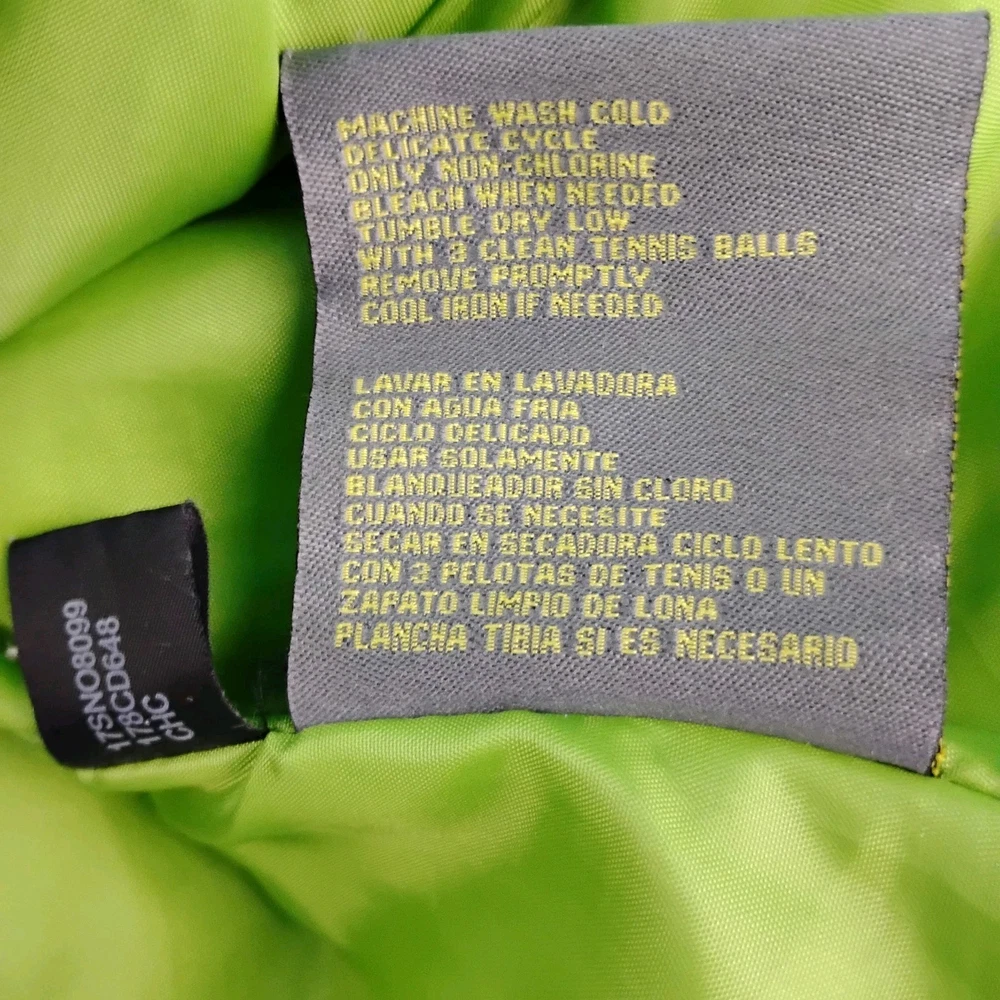 MACHINE WASH COLD
DELICATE CYCLE
ONLY NON-CHLORINE
BLEACH WHEN NEEDED
TUMBLE DRY LOW
WITH 3 CLEAN TENNIS BALLS
REMOVE PROMPTLY
COOL IRON IF NEEDED
LAVAR EN LAVADORA
CON AGUA FRIA
CICLO DELICADO
USAR SOLAMENTE
BLANQUEADOR SIN CLORO
CUANDO SE NECESITE
SECAR EN SECADORA CICLO LENTO
CON 3 PELOTAS DE TENIS O UN
ZAPATO LIMPIO DE LONA
PLANCHA TIBIA SI ES NECESARIO
17SNO8099
178CD648
CHC